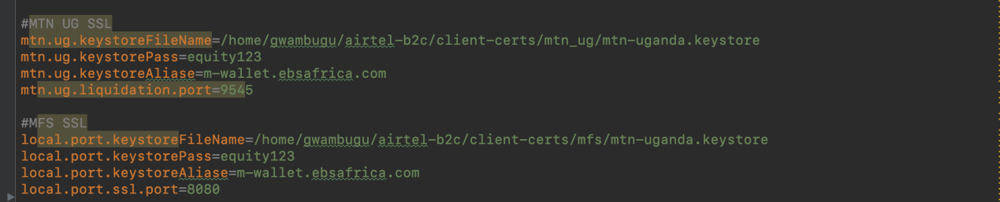 #MTN UG SSL
mtn.ug.keystoreFileName=/home/gwambugu/airtel-b2c/client-certs/mtn_ug/mtn-uganda.keystore
mtn.ug.keystorePass=equity123
mtn.ug.keystoreAliase=m-wallet.ebsafrica.com
mtn.ug.liquidation.port=9545
#MFS SSL
local.port.keystoreFileName=/home/gwambugu/airtel-b2c/client-certs/mfs/mtn-uganda.keystore
local.port.keystorePass=equity123
local.port.keystoreAliase=m-wallet.ebsafrica.com
local.port.ssl.port=8080